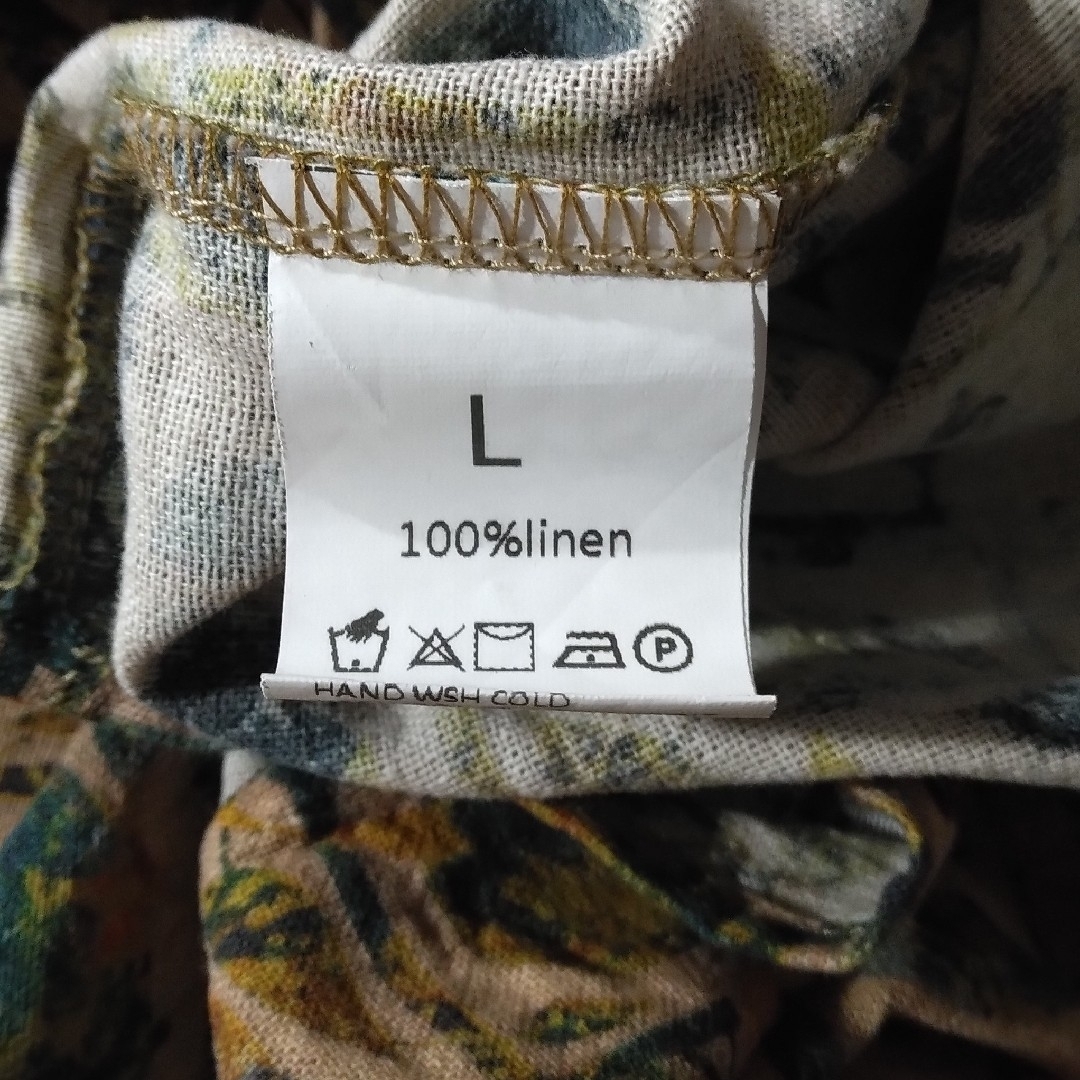 L
100%linen
P
HAND WSH COLD